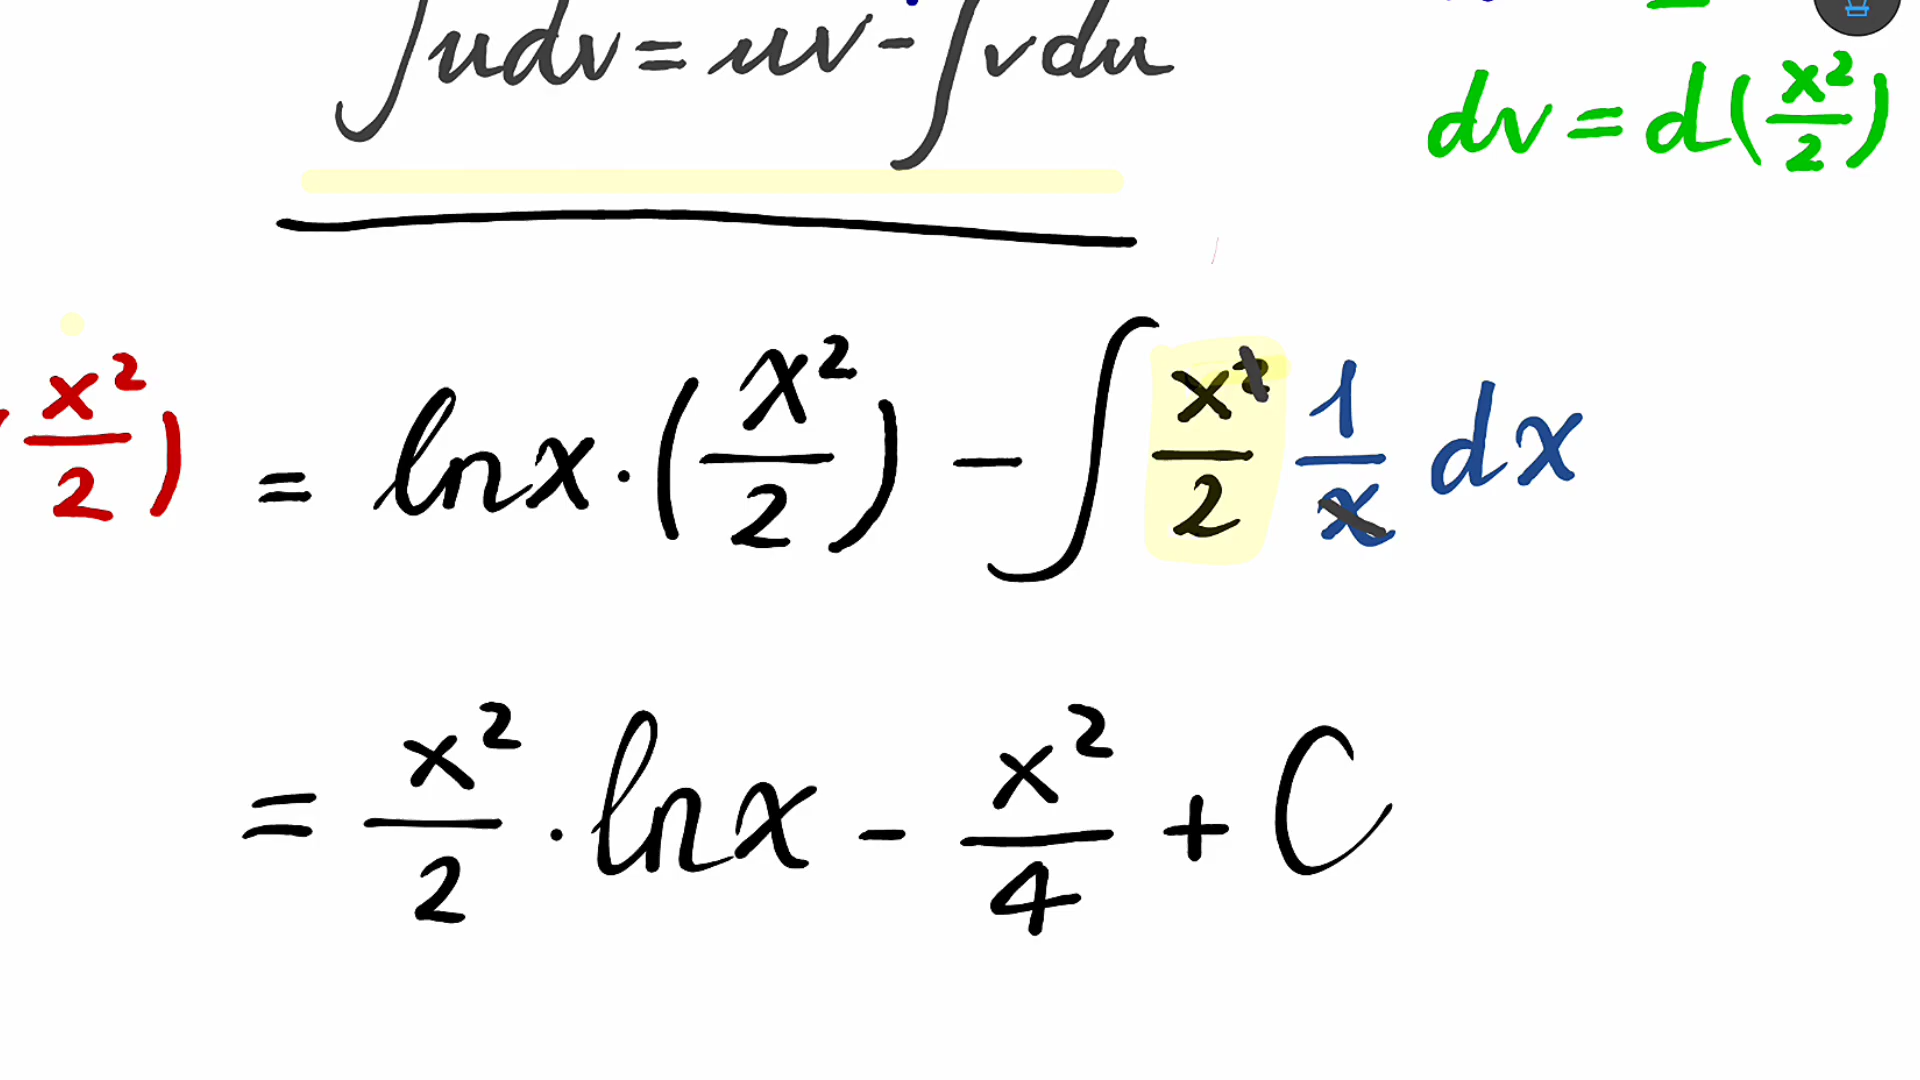 ∫udv = uv - ∫vdu
dv = d(x²/2)
x²/2) = lnx · (x²/2) - ∫ x²/2 1/x dx
= x²/2 · lnx - x²/4 + C